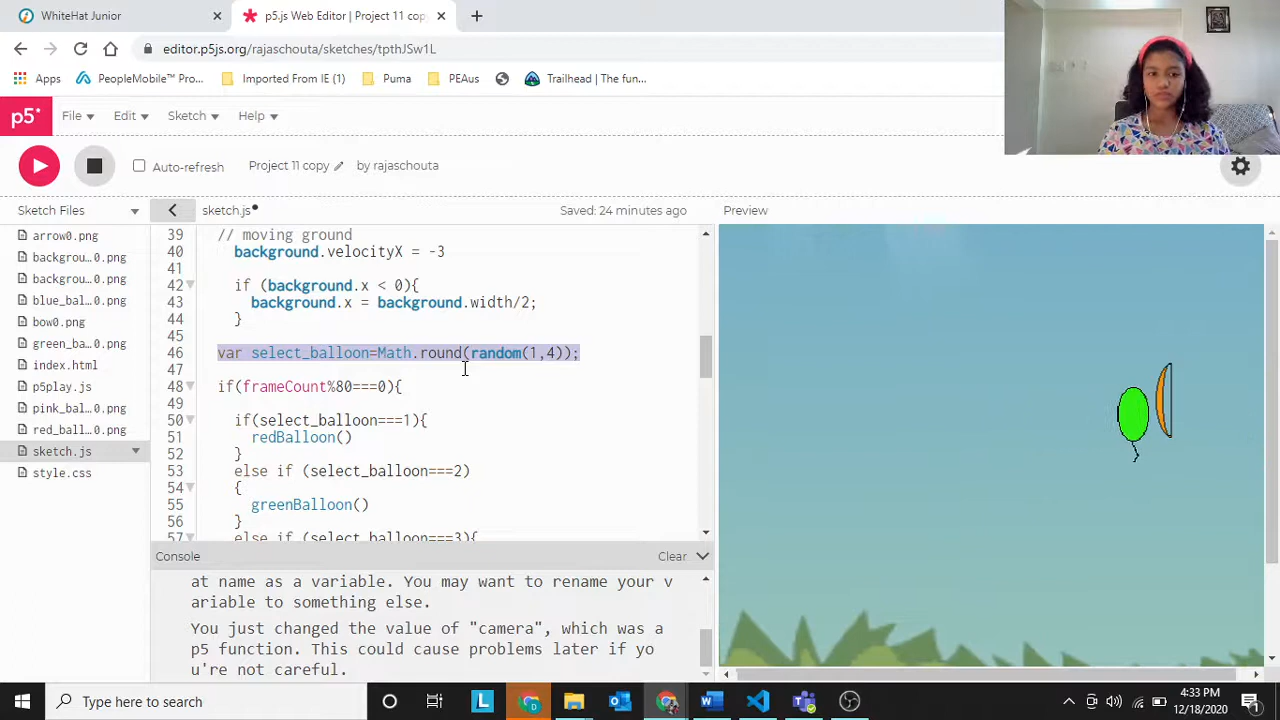 WhiteHat Junior
p5.js Web Editor | Project 11 cop
editor.p5js.org/rajaschouta/sketches/tpthJSw1L
Apps
PeopleMobile™ Pro...
Imported From IE (1)
Puma
PEAus
Trailhead | The fun...
p5*
File
Edit
Sketch
Help
Auto-refresh
Project 11 copy
by rajaschouta
Sketch Files
sketch.js
Saved: 24 minutes ago
Preview
arrow0.png
backgrou...0.png
backgrou...0.png
blue_bal...0.png
bow0.png
green_ba...0.png
index.html
p5play.js
pink_bal...0.png
red_ball...0.png
sketch.js
style.css
39 // moving ground
40 background.velocityX = -3
41
42 if (background.x < 0){
43 background.x = background.width/2;
44 }
45
46 var select_balloon=Math.round(random(1,4));
47
48 if(frameCount%80===0){
49
50 if(select_balloon===1){
51 redBalloon()
52 }
53 else if (select_balloon===2)
54 {
55 greenBalloon()
56 }
57 else if (select_balloon===3){
Console
Clear
at name as a variable. You may want to rename your v
ariable to something else.
You just changed the value of "camera", which was a
p5 function. This could cause problems later if yo
u're not careful.
Type here to search
4:33 PM
12/18/2020